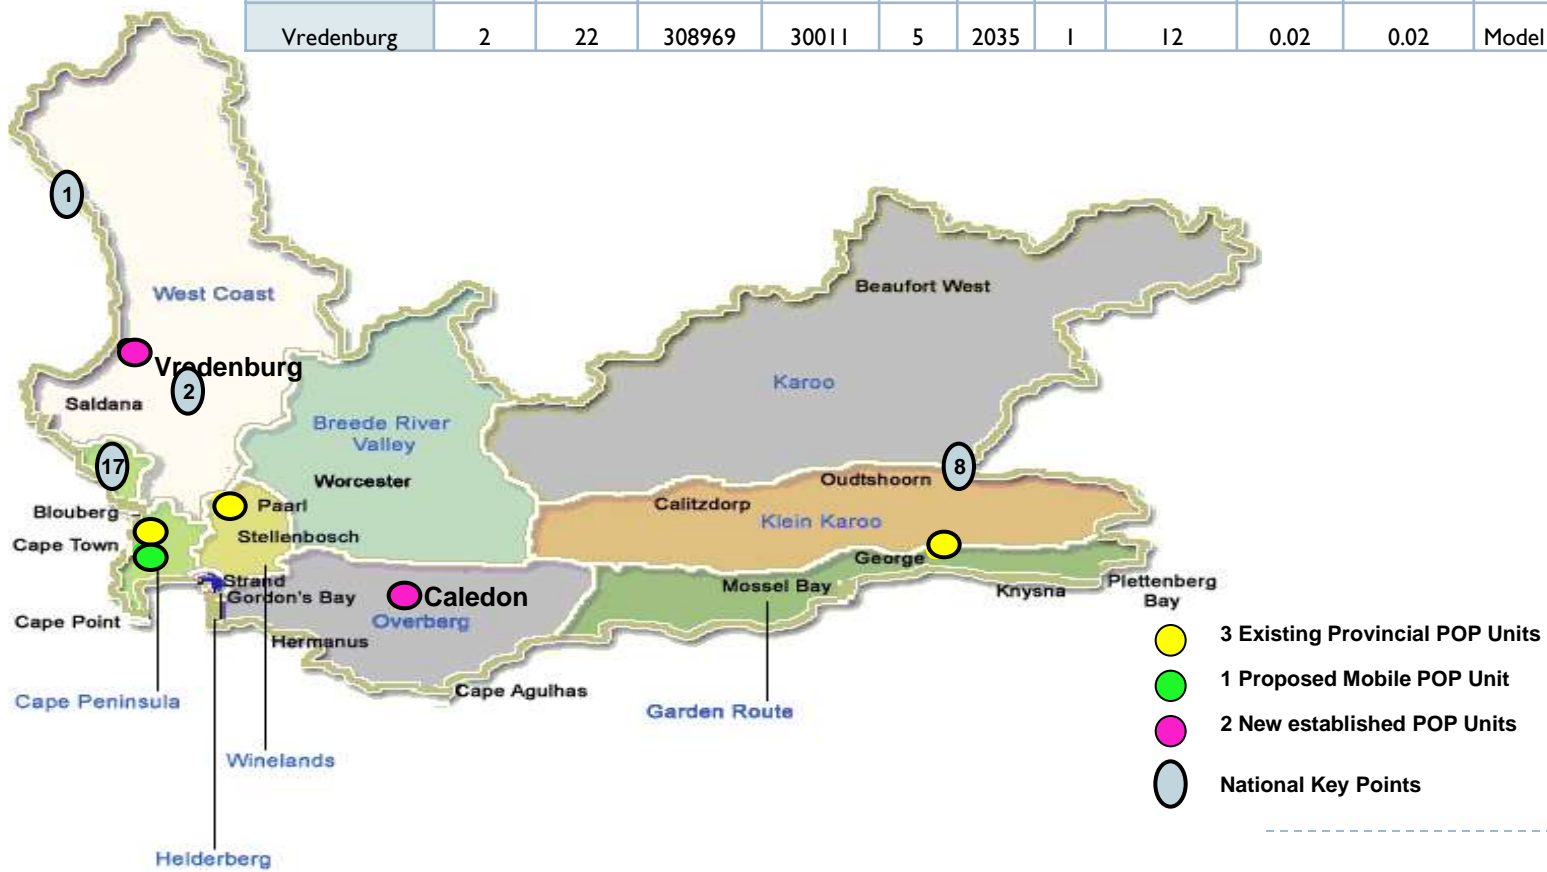 Vredenburg 2 22 308969 30011 5 2035 1 12 0.02 0.02 Model
1
West Coast
Beaufort West
Vredenburg
2
Saldana
Karoo
Breede River
Valley
17
8
Worcester
Oudtshoorn
Paarl
Calitzdorp
Blouberg
Klein Karoo
Stellenbosch
Cape Town
George
Strand
Mossel Bay
Plettenberg
Bay
Knysna
Gordon's Bay
Caledon
Cape Point
Overberg
Hermanus
3 Existing Provincial POP Units
1 Proposed Mobile POP Unit
Cape Agulhas
Cape Peninsula
Garden Route
2 New established POP Units
Winelands
National Key Points
Helderberg